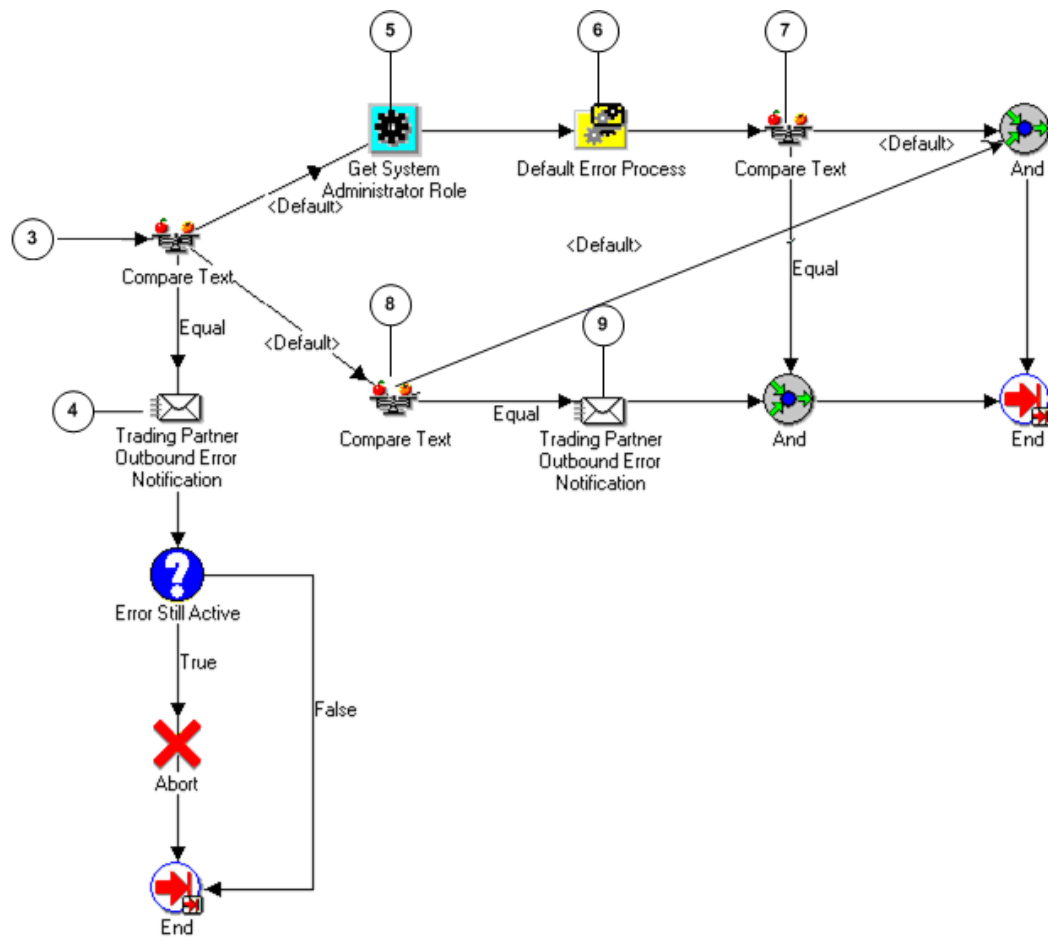 5
6
7
Get System
Administrator Role
<Default>
Default Error Process
Compare Text
<Default>
And
3
Compare Text
<Default>
Equal
8
Equal
<Default>
9
4
Trading Partner
Outbound Error
Notification
Compare Text
Equal
Trading Partner
Outbound Error
Notification
And
End
Error Still Active
True
False
Abort
End